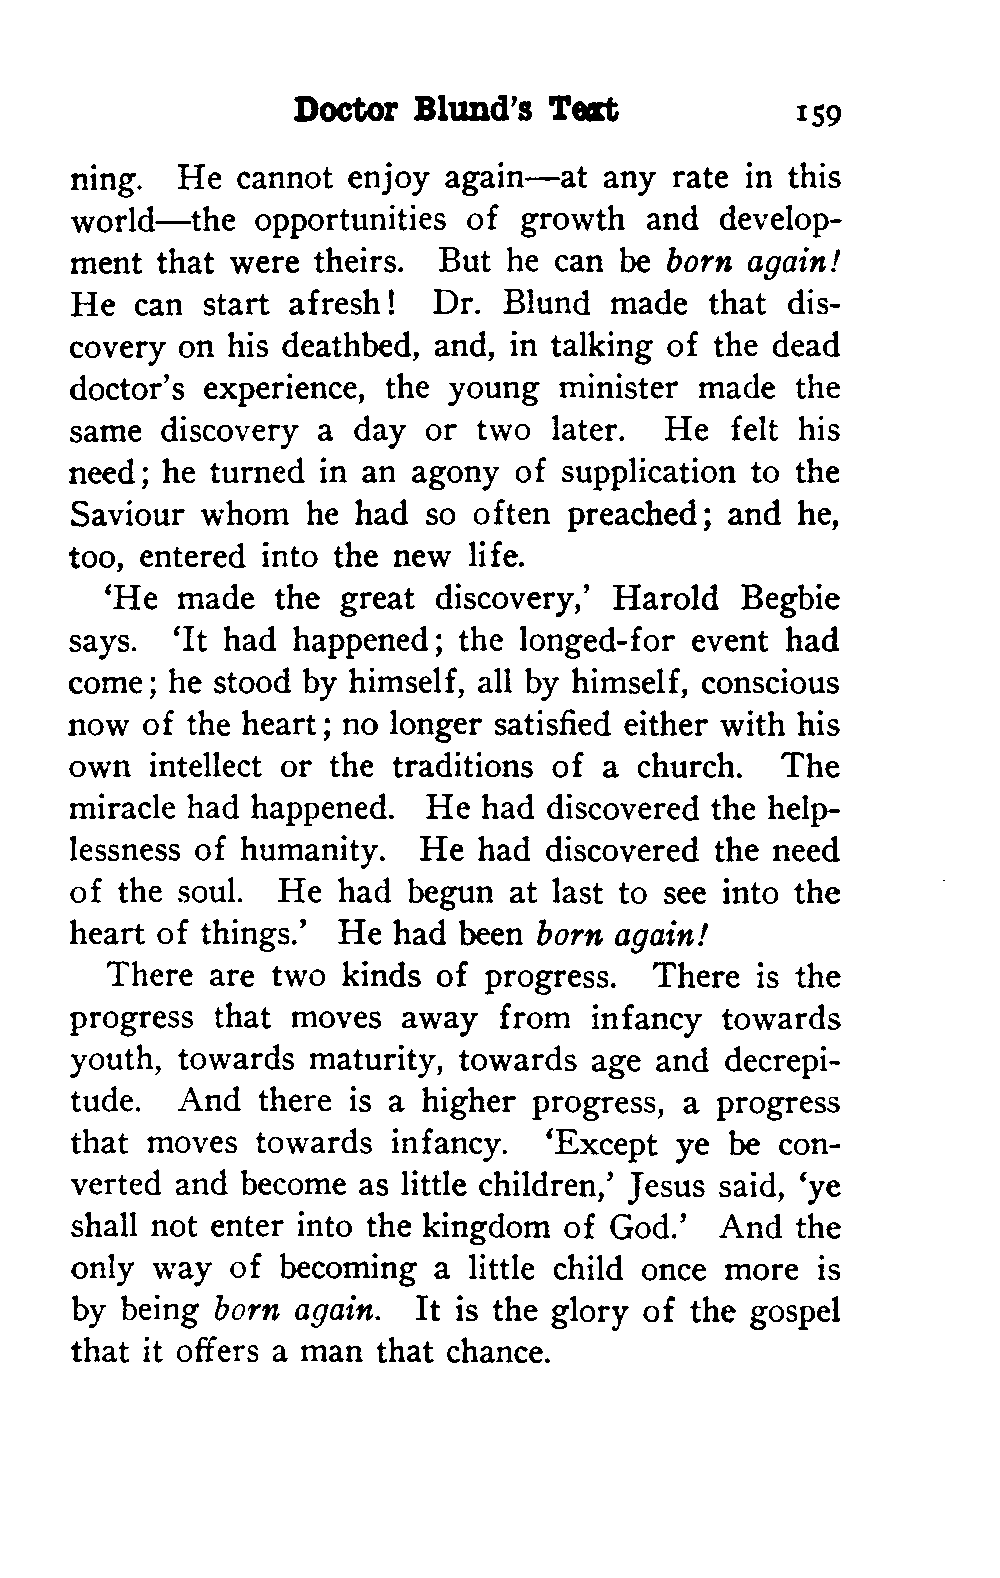 Doctor Blund's Text 159
ning. He cannot enjoy again—at any rate in this
world—the opportunities of growth and develop-
ment that were theirs. But he can be born again!
He can start afresh! Dr. Blund made that dis-
covery on his deathbed, and, in talking of the dead
doctor's experience, the young minister made the
same discovery a day or two later. He felt his
need; he turned in an agony of supplication to the
Saviour whom he had so often preached; and he,
too, entered into the new life.
'He made the great discovery,' Harold Begbie
says. 'It had happened; the longed-for event had
come; he stood by himself, all by himself, conscious
now of the heart; no longer satisfied either with his
own intellect or the traditions of a church. The
miracle had happened. He had discovered the help-
lessness of humanity. He had discovered the need
of the soul. He had begun at last to see into the
heart of things.' He had been born again!
There are two kinds of progress. There is the
progress that moves away from infancy towards
youth, towards maturity, towards age and decrepi-
tude. And there is a higher progress, a progress
that moves towards infancy. 'Except ye be con-
verted and become as little children,' Jesus said, 'ye
shall not enter into the kingdom of God.' And the
only way of becoming a little child once more is
by being born again. It is the glory of the gospel
that it offers a man that chance.